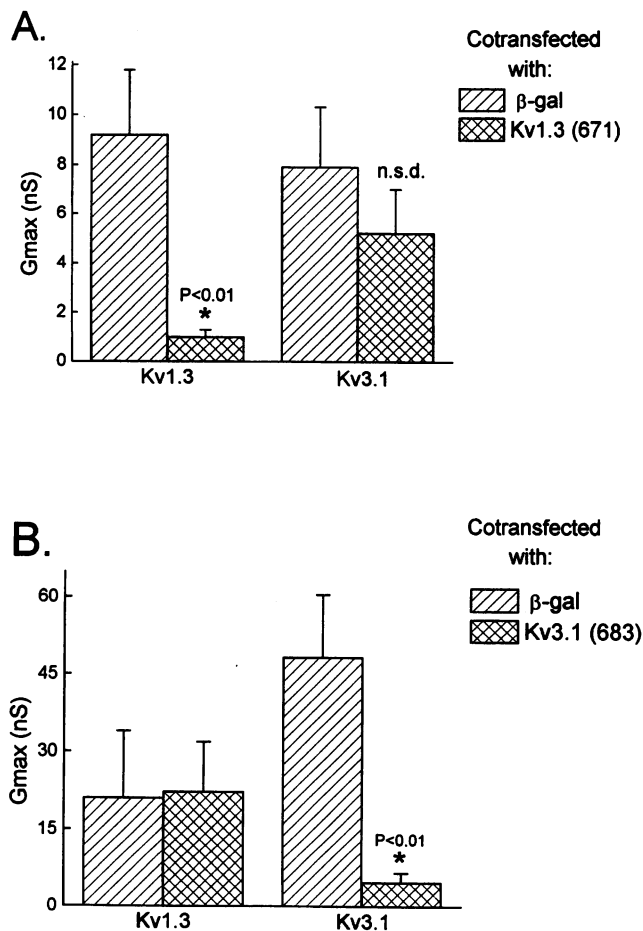 A.
Cotransfected
with:
β-gal
Kv1.3 (671)
Gmax (nS)
12
10
8
6
4
2
0
P<0.01
*
n.s.d.
Kv1.3
Kv3.1
B.
Cotransfected
with:
β-gal
Kv3.1 (683)
Gmax (nS)
60
45
30
15
0
P<0.01
*
Kv1.3
Kv3.1